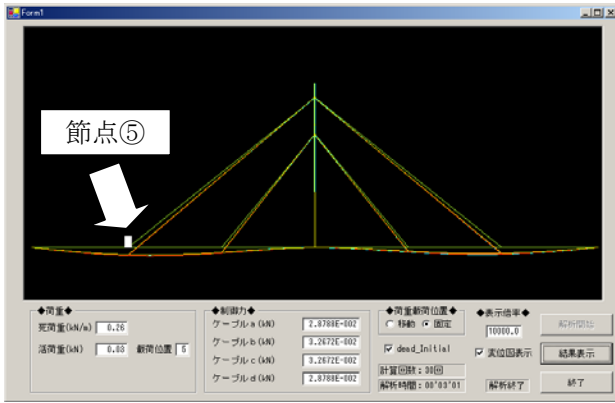 Form1
節点⑤
◆荷重◆
死荷重(kN/m) 0.26
活荷重(kN) 0.03 載荷位置 5
◆制御力◆
ケーブルa(kN) 2.8788E-002
ケーブルb(kN) 3.2672E-002
ケーブルc(kN) 3.2672E-002
ケーブルd(kN) 2.8788E-002
◆荷重載荷位置◆
移動 固定
dead_Initial
計算回数：30回
解析時間：00'03'01
◆表示倍率◆
10000.0
変位図表示
解析終了
解析開始
結果表示
終了